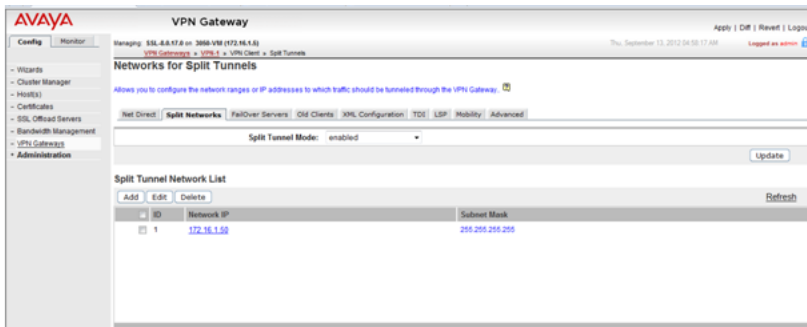 AVAYA
VPN Gateway
Apply | Diff | Revert | Logou
Config Monitor
Managing: SSL-8.0.17.0 on 3050-VM (172.16.1.5)
Thu, September 13, 2012 04:58:17 AM
Logged as admin
VPN Gateways » VPN-1 » VPN Client » Split Tunnels
Wizards
Cluster Manager
Host(s)
Certificates
SSL Offload Servers
Bandwidth Management
VPN Gateways
Administration
Networks for Split Tunnels
Allows you to configure the network ranges or IP addresses to which traffic should be tunneled through the VPN Gateway.
Net Direct Split Networks FailOver Servers Old Clients XML Configuration TDI LSP Mobility Advanced
Split Tunnel Mode: enabled
Update
Split Tunnel Network List
Add Edit Delete
Refresh
ID Network IP Subnet Mask
1 172.16.1.50 255.255.255.255